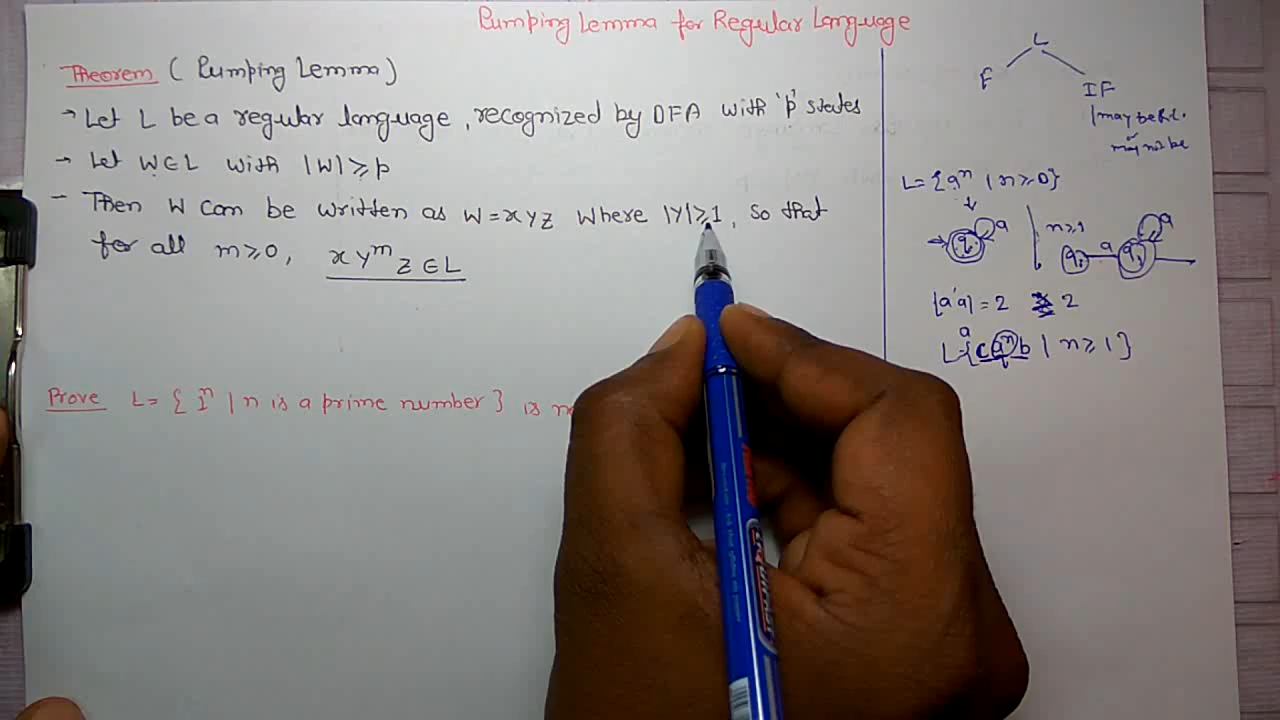 Pumping Lemma for Regular Language
Theorem (Pumping Lemma)
→ Let L be a regular language, recognized by DFA with 'p' states
→ Let W∈L with |W|≥p
- Then W can be written as W=xyz Where |Y|≥1, so that
for all m≥0, xy^m z∈L
Prove L= { 1^n | n is a prime number } is
L
F IF
may be R.L.
may not be
L={a^n | n≥0}
q a
n≥1
a q1 a
|aa|=2 2
a
L={ca^n b | n≥1}